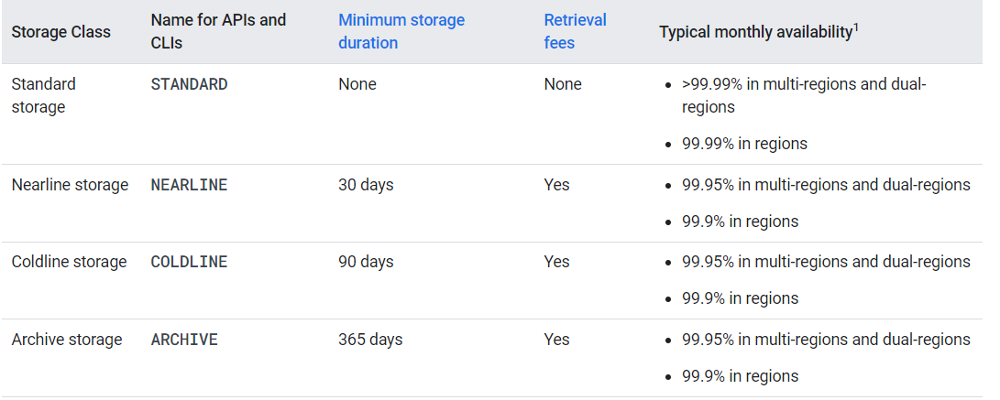 Storage Class
Name for APIs and
CLIs
Minimum storage
duration
Retrieval
fees
Typical monthly availability1
Standard
storage
STANDARD
None
None
• >99.99% in multi-regions and dual-
regions
• 99.99% in regions
Nearline storage
NEARLINE
30 days
Yes
• 99.95% in multi-regions and dual-regions
• 99.9% in regions
Coldline storage
COLDLINE
90 days
Yes
• 99.95% in multi-regions and dual-regions
• 99.9% in regions
Archive storage
ARCHIVE
365 days
Yes
• 99.95% in multi-regions and dual-regions
• 99.9% in regions